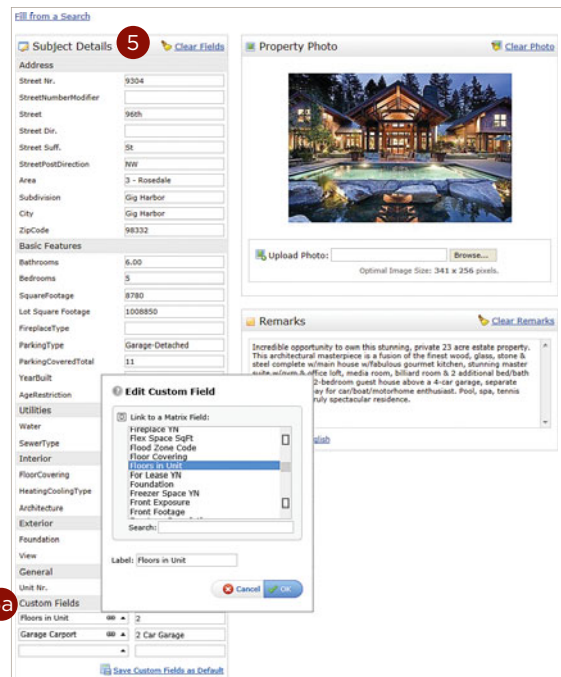 Fill from a Search
Subject Details
5
Clear Fields
Address
Street Nr. 9304
StreetNumberModifier
Street 96th
Street Dir.
Street Suff. St
StreetPostDirection NW
Area 3 - Rosedale
Subdivision Gig Harbor
City Gig Harbor
ZipCode 98332
Basic Features
Bathrooms 6.00
Bedrooms 5
SquareFootage 8780
Lot Square Footage 1008850
FireplaceType
ParkingType Garage-Detached
ParkingCoveredTotal 11
YearBuilt
AgeRestriction
Utilities
Water
SewerType
Interior
FloorCovering
HeatingCoolingType
Architecture
Exterior
Foundation
View
General
Unit Nr.
a
Custom Fields
Floors in Unit 2
Garage Carport 2 Car Garage
Save Custom Fields as Default
Edit Custom Field
Link to a Matrix Field:
Fireplace YN
Flex Space SqFt
Flood Zone Code
Floor Covering
Floors in Unit
For Lease YN
Foundation
Freezer Space YN
Front Exposure
Front Footage
Search:
Label: Floors in Unit
Cancel
OK
Property Photo
Clear Photo
Upload Photo:
Browse...
Optimal Image Size: 341 x 256 pixels.
Remarks
Clear Remarks
Incredible opportunity to own this stunning, private 23 acre estate property.
This architectural masterpiece is a fusion of the finest wood, glass, stone &
steel complete w/main house w/fabulous gourmet kitchen, stunning master
suite w/gym & office loft, media room, billiard room & 2 additional bed/bath
2-bedroom guest house above a 4-car garage, separate
for car/boat/motorhome enthusiast. Pool, spa, tennis
truly spectacular residence.